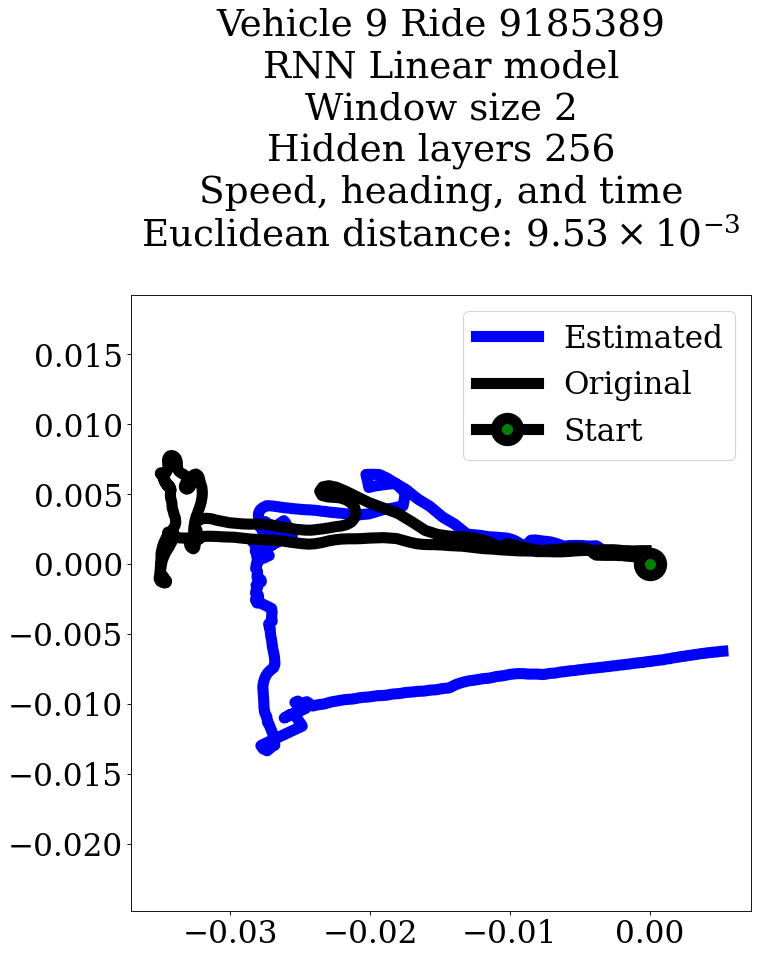 Vehicle 9 Ride 9185389
RNN Linear model
Window size 2
Hidden layers 256
Speed, heading, and time
Euclidean distance: 9.53 × 10⁻³
Estimated
Original
Start
0.015
0.010
0.005
0.000
−0.005
−0.010
−0.015
−0.020
−0.03 −0.02 −0.01 0.00